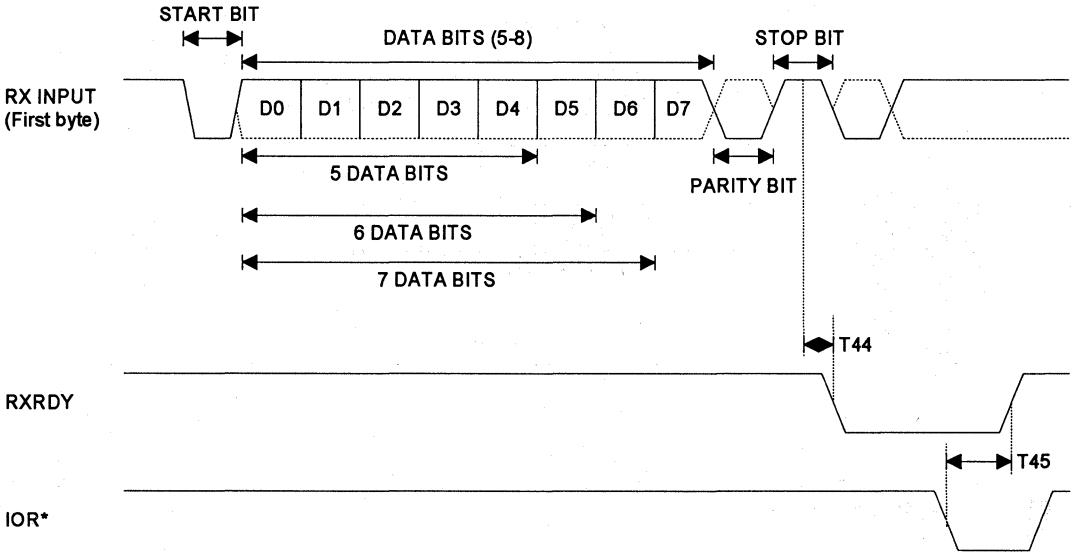 START BIT
DATA BITS (5-8)
STOP BIT
RX INPUT
(First byte)
D0 D1 D2 D3 D4 D5 D6 D7
5 DATA BITS
PARITY BIT
6 DATA BITS
7 DATA BITS
T44
RXRDY
T45
IOR*